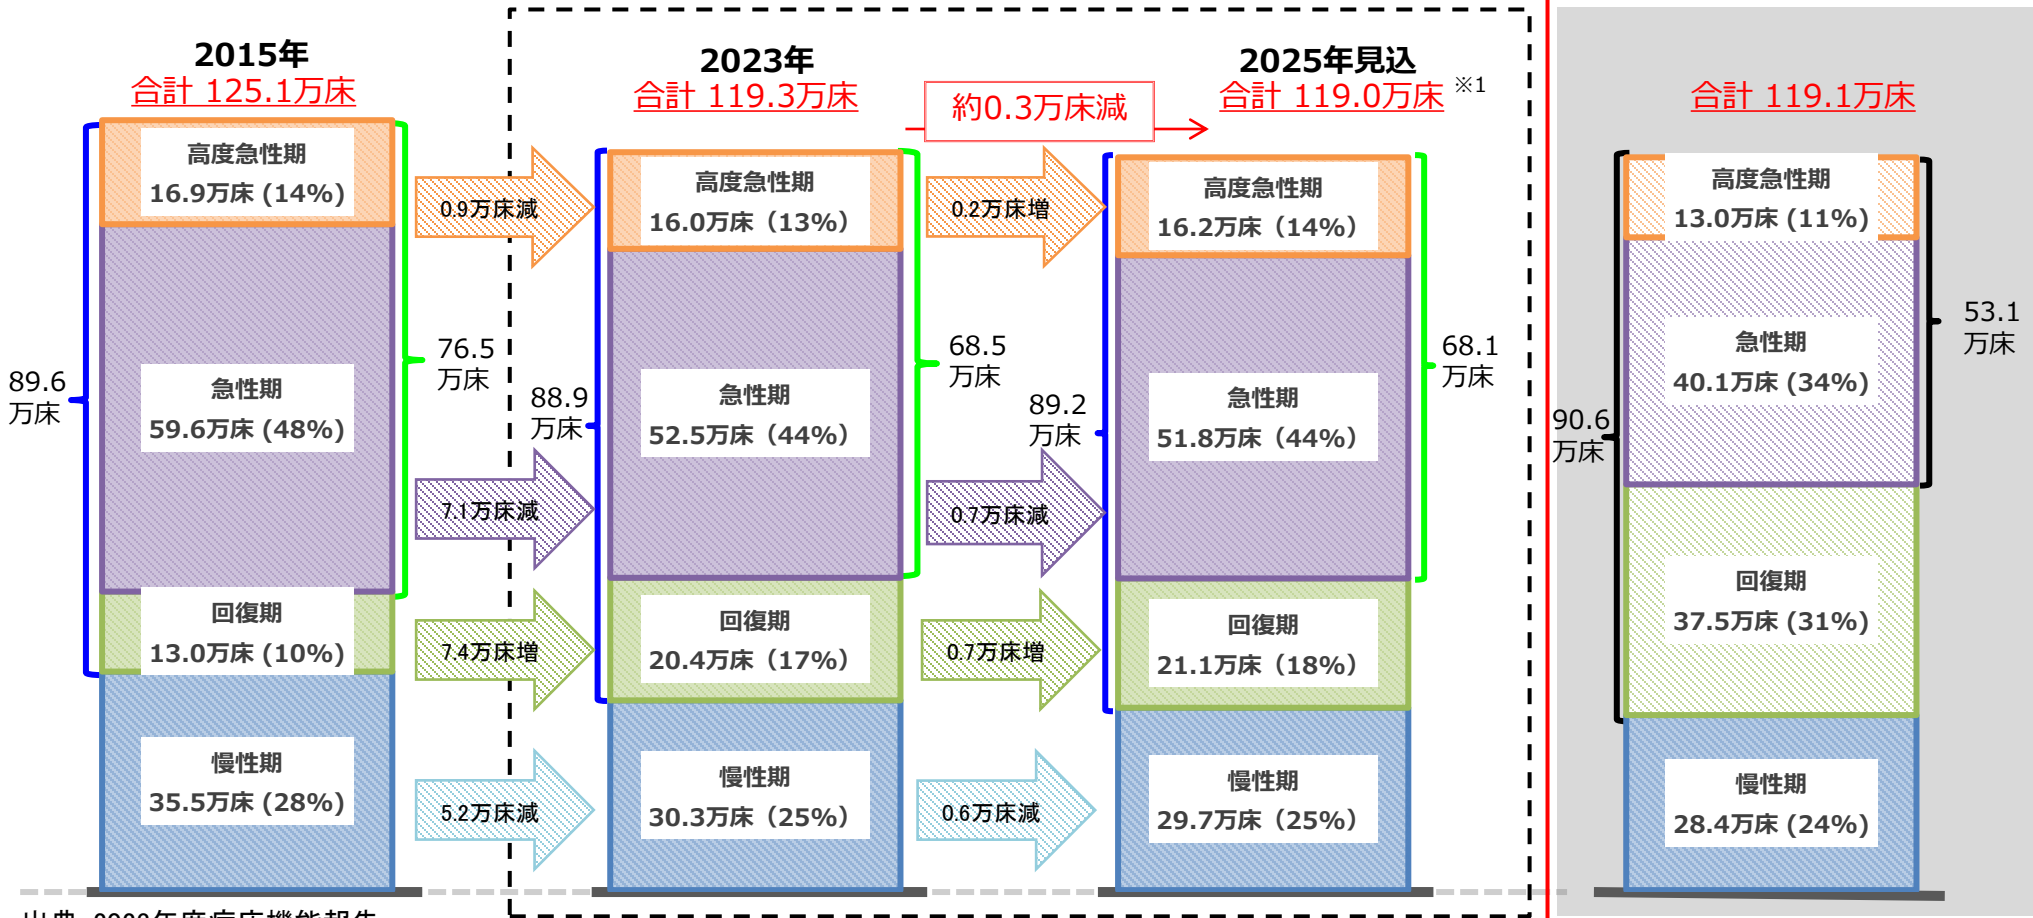 2015年
合計 125.1万床
高度急性期
16.9万床 (14%)
急性期
59.6万床 (48%)
回復期
13.0万床 (10%)
慢性期
35.5万床 (28%)
89.6
万床
76.5
万床
0.9万床減
7.1万床減
7.4万床増
5.2万床減
2023年
合計 119.3万床
高度急性期
16.0万床（13%）
急性期
52.5万床（44%）
回復期
20.4万床（17%）
慢性期
30.3万床（25%）
88.9
万床
68.5
万床
約0.3万床減
0.2万床増
0.7万床減
0.7万床増
0.6万床減
2025年見込
合計 119.0万床 ※1
高度急性期
16.2万床（14%）
急性期
51.8万床（44%）
回復期
21.1万床（18%）
慢性期
29.7万床（25%）
89.2
万床
68.1
万床
合計 119.1万床
高度急性期
13.0万床 (11%)
急性期
40.1万床 (34%)
回復期
37.5万床 (31%)
慢性期
28.4万床 (24%)
90.6
万床
53.1
万床